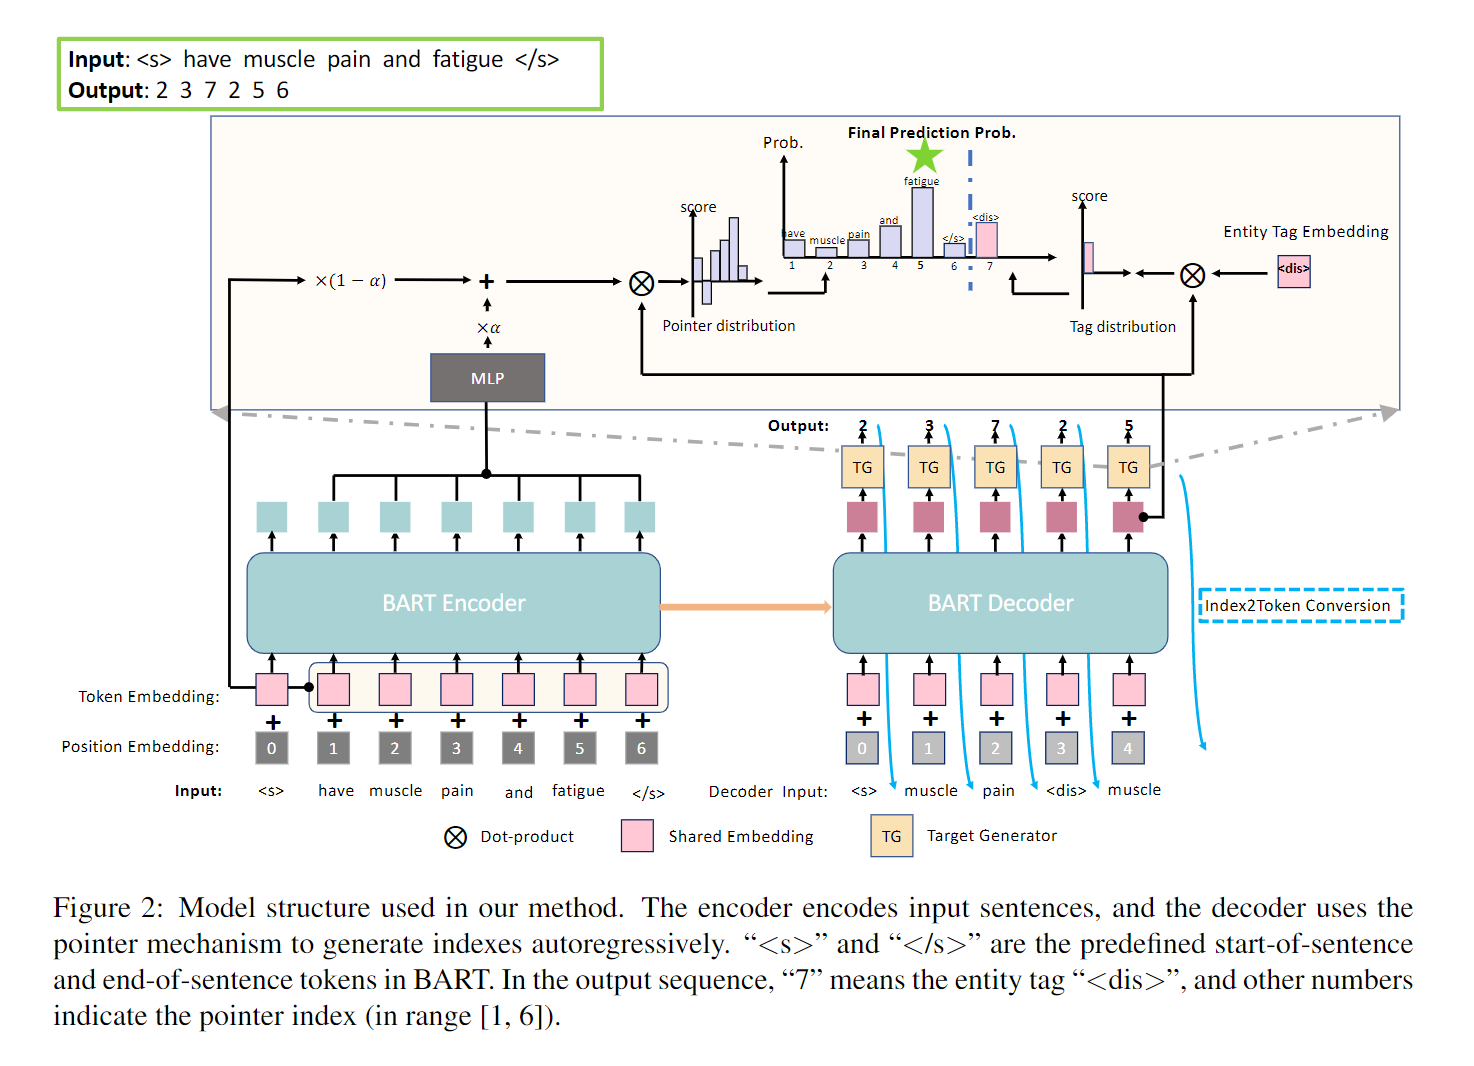 Input: <s> have muscle pain and fatigue </s>
Output: 2 3 7 2 5 6
Final Prediction Prob.
Prob.
fatigue
score
have
muscle
pain
and
</s>
<dis>
1 2 3 4 5 6 7
score
Entity Tag Embedding
<dis>
×(1 − α)
+
×α
Pointer distribution
Tag distribution
MLP
Output: 2 3 7 2 5
TG TG TG TG TG
BART Encoder
BART Decoder
Index2Token Conversion
Token Embedding:
+ + + + + + +
+ + + + +
Position Embedding: 0 1 2 3 4 5 6
0 1 2 3 4
Input: <s> have muscle pain and fatigue </s>
Decoder Input: <s> muscle pain <dis> muscle
Dot-product
Shared Embedding
TG Target Generator
Figure 2: Model structure used in our method. The encoder encodes input sentences, and the decoder uses the
pointer mechanism to generate indexes autoregressively. “<s>” and “</s>” are the predefined start-of-sentence
and end-of-sentence tokens in BART. In the output sequence, “7” means the entity tag “<dis>”, and other numbers
indicate the pointer index (in range [1, 6]).